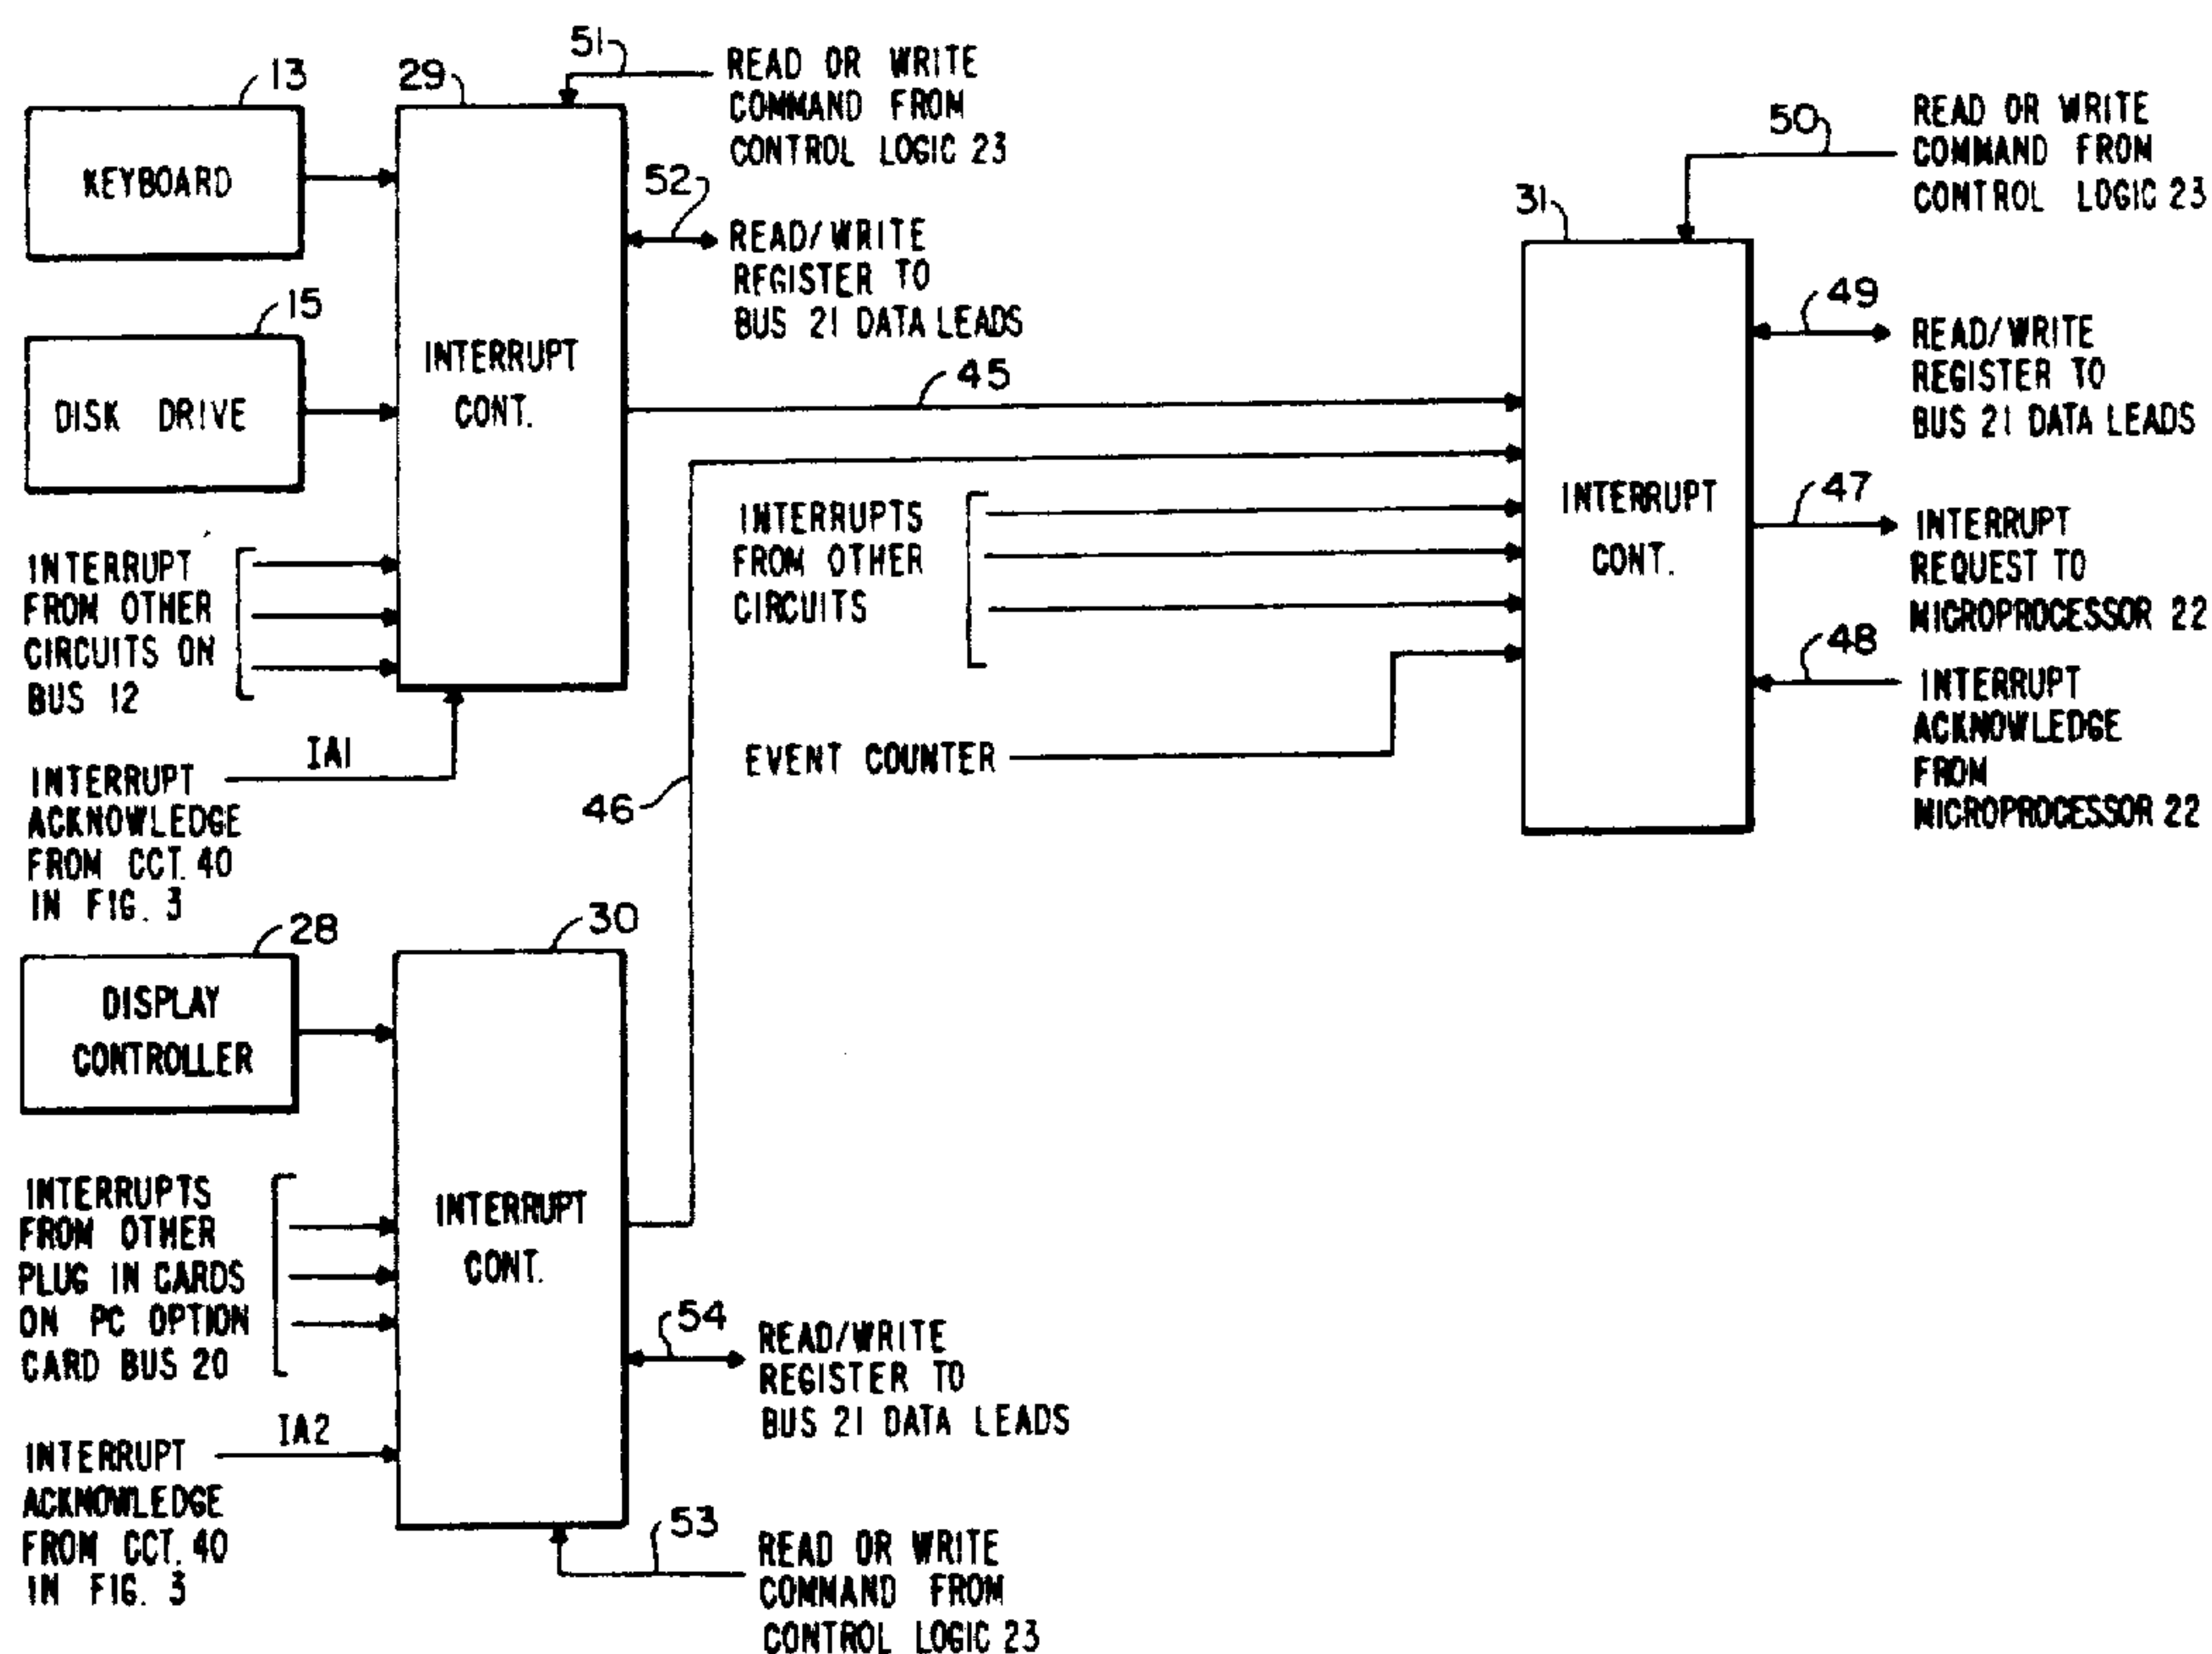 13
KEYBOARD
15
DISK DRIVE
29
INTERRUPT
CONT.
51
READ OR WRITE
COMMAND FROM
CONTROL LOGIC 23
52
READ/WRITE
REGISTER TO
BUS 21 DATA LEADS
45
INTERRUPT
FROM OTHER
CIRCUITS ON
BUS 12
IA1
INTERRUPT
ACKNOWLEDGE
FROM CCT. 40
IN FIG. 3
INTERRUPTS
FROM OTHER
CIRCUITS
EVENT COUNTER
46
31
INTERRUPT
CONT.
50
READ OR WRITE
COMMAND FROM
CONTROL LOGIC 23
49
READ/WRITE
REGISTER TO
BUS 21 DATA LEADS
47
INTERRUPT
REQUEST TO
MICROPROCESSOR 22
48
INTERRUPT
ACKNOWLEDGE
FROM
MICROPROCESSOR 22
28
DISPLAY
CONTROLLER
30
INTERRUPT
CONT.
INTERRUPTS
FROM OTHER
PLUG IN CARDS
ON PC OPTION
CARD BUS 20
IA2
INTERRUPT
ACKNOWLEDGE
FROM CCT. 40
IN FIG. 3
54
READ/WRITE
REGISTER TO
BUS 21 DATA LEADS
53
READ OR WRITE
COMMAND FROM
CONTROL LOGIC 23